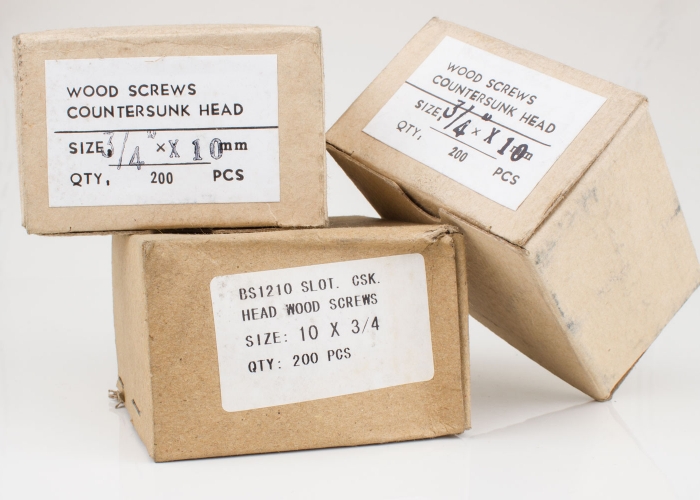 WOOD SCREWS
COUNTERSUNK HEAD
SIZE, 3/4" × X 10 mm
QTY, 200 PCS
WOOD SCREWS
COUNTERSUNK HEAD
SIZE, 3/4" × X 10 mm
QTY, 200 PCS
BS1210 SLOT. CSK.
HEAD WOOD SCREWS
SIZE: 10 X 3/4
QTY: 200 PCS